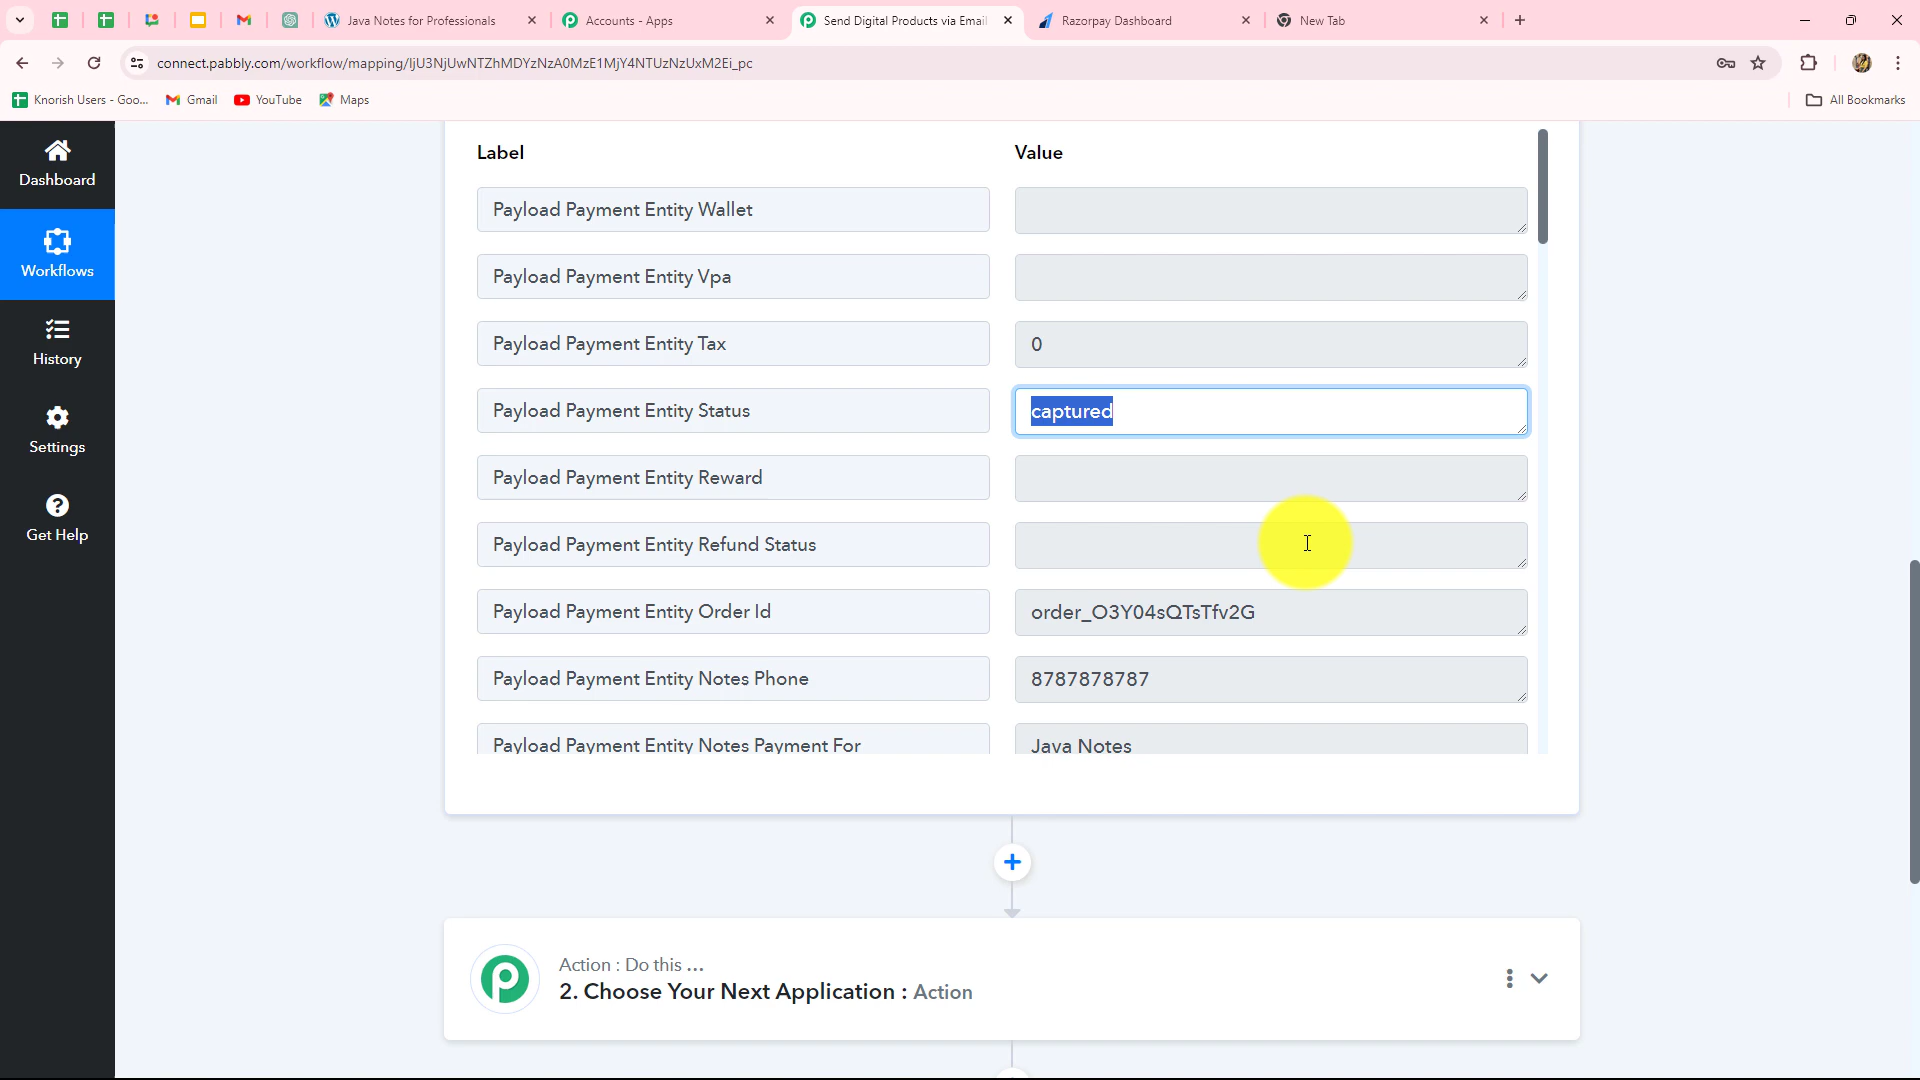 Java Notes for Professionals
Accounts - Apps
Send Digital Products via Email
Razorpay Dashboard
New Tab
connect.pabbly.com/workflow/mapping/IjU3NjUwNTZhMDYzNzA0MzE1MjY4NTUzNzUxM2Ei_pc
Knorish Users - Goo...
Gmail
YouTube
Maps
All Bookmarks
Dashboard
Workflows
History
Settings
Get Help
Label
Value
Payload Payment Entity Wallet
Payload Payment Entity Vpa
Payload Payment Entity Tax
0
Payload Payment Entity Status
captured
Payload Payment Entity Reward
Payload Payment Entity Refund Status
Payload Payment Entity Order Id
order_O3Y04sQTsTfv2G
Payload Payment Entity Notes Phone
8787878787
Payload Payment Entity Notes Payment For
Java Notes
Action : Do this ...
2. Choose Your Next Application : Action